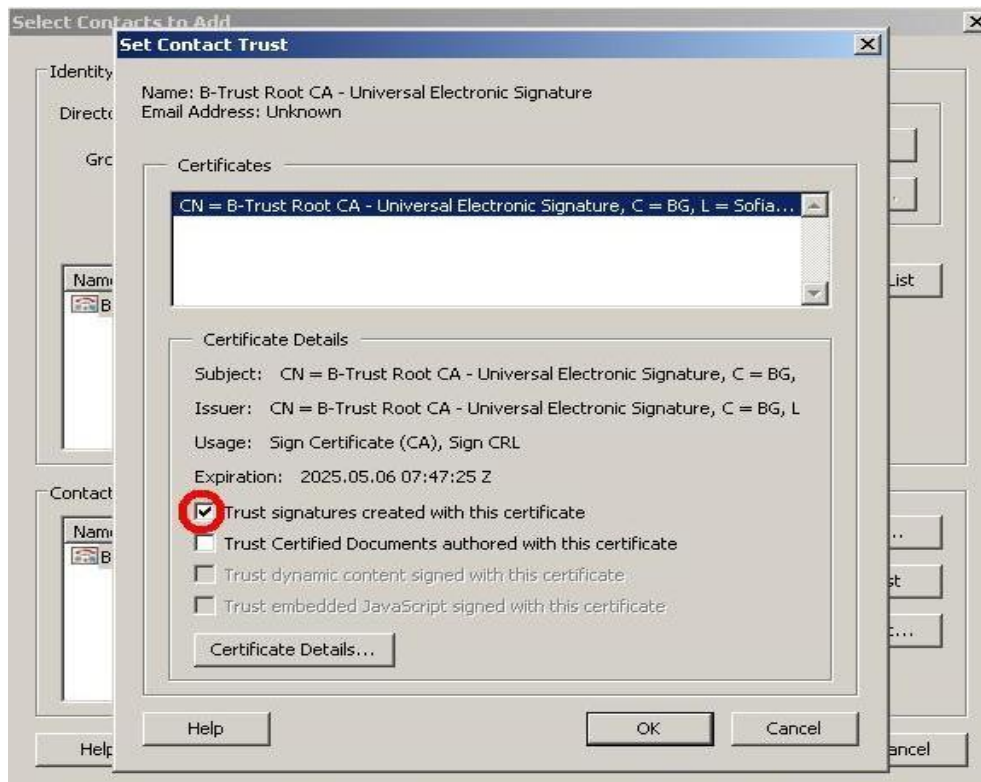 Select Contacts to Add
Set Contact Trust
Identity
Name: B-Trust Root CA - Universal Electronic Signature
Email Address: Unknown
Certificates
CN = B-Trust Root CA - Universal Electronic Signature, C = BG, L = Sofia...
List
Certificate Details
Subject: CN = B-Trust Root CA - Universal Electronic Signature, C = BG,
Issuer: CN = B-Trust Root CA - Universal Electronic Signature, C = BG, L
Usage: Sign Certificate (CA), Sign CRL
Expiration: 2025.05.06 07:47:25 Z
Contact
Trust signatures created with this certificate
Trust Certified Documents authored with this certificate
Trust dynamic content signed with this certificate
Trust embedded JavaScript signed with this certificate
Certificate Details...
Help OK Cancel
Help